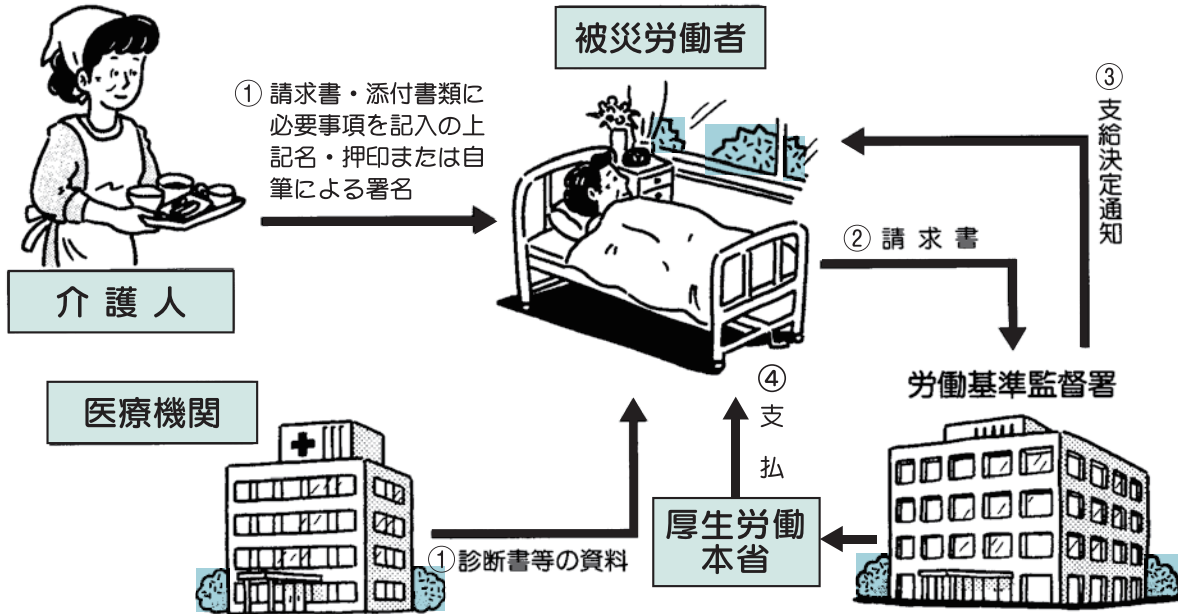 被災労働者
① 請求書・添付書類に
必要事項を記入の上
記名・押印または自
筆による署名
③支給決定通知
② 請求書
介護人
医療機関
④支払
労働基準監督署
厚生労働
本省
①診断書等の資料